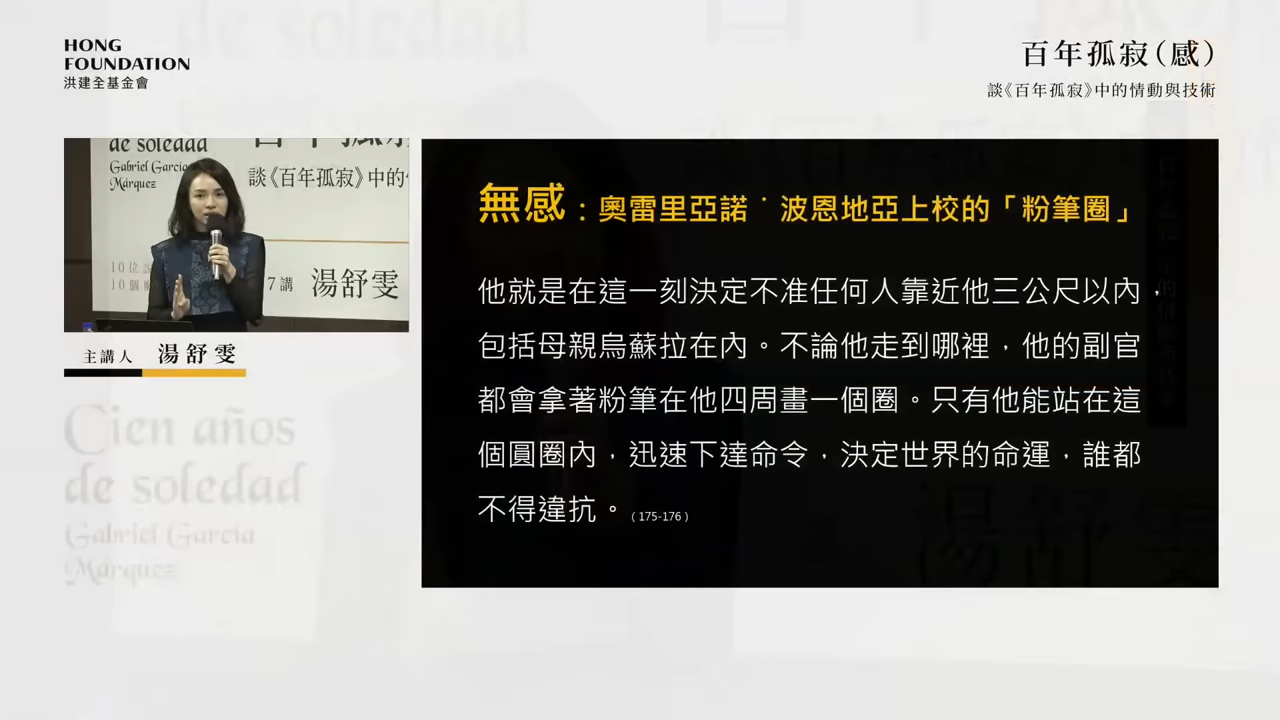 HONG
FOUNDATION
洪建全基金會
百年孤寂(感)
談《百年孤寂》中的情動與技術
de soledad
Gabriel García
Márquez
談《百年孤寂》中的
7講 湯舒雯
主講人 湯舒雯
Cien años
de soledad
Gabriel García
Márquez
無感：奧雷里亞諾˙波恩地亞上校的「粉筆圈」
他就是在這一刻決定不准任何人靠近他三公尺以內，
包括母親烏蘇拉在內。不論他走到哪裡，他的副官
都會拿著粉筆在他四周畫一個圈。只有他能站在這
個圓圈內，迅速下達命令，決定世界的命運，誰都
不得違抗。(175-176)